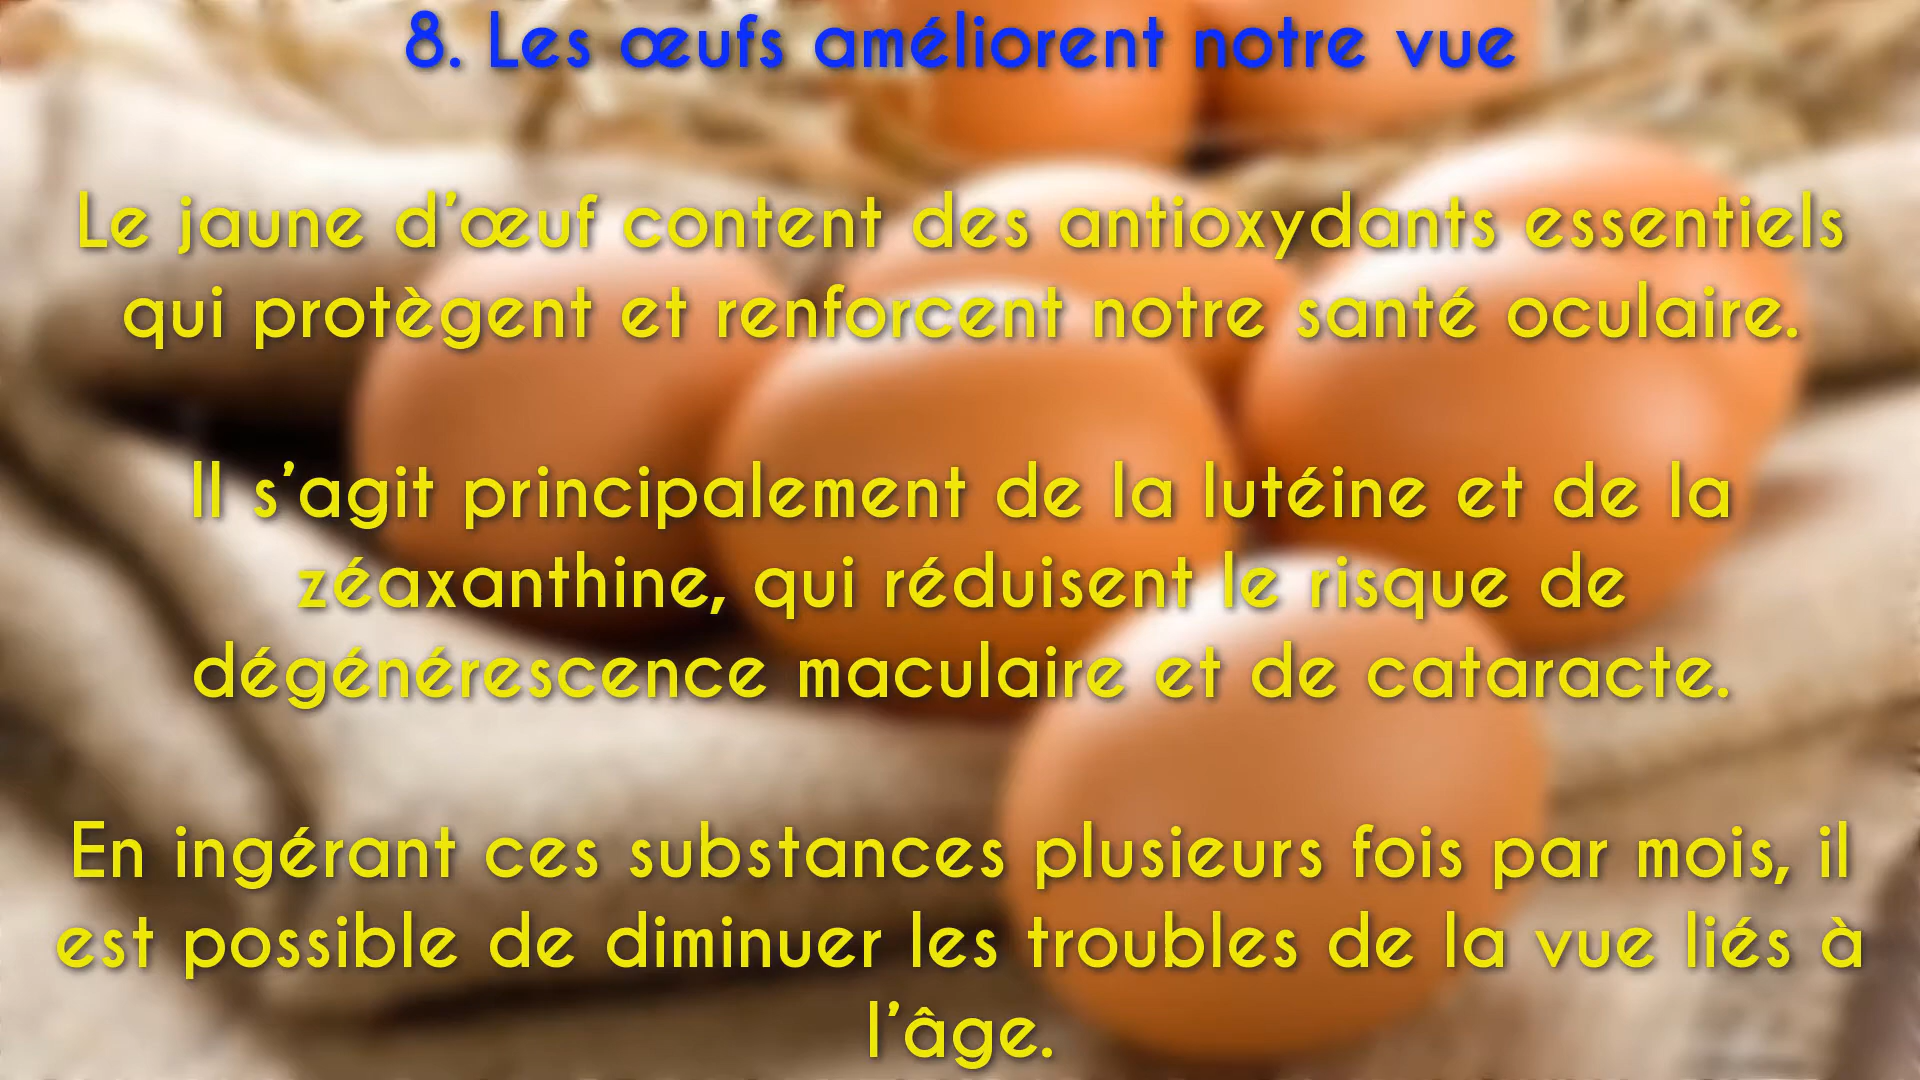 8. Les œufs améliorent notre vue
Le jaune d’œuf content des antioxydants essentiels
qui protègent et renforcent notre santé oculaire.
Il s’agit principalement de la lutéine et de la
zéaxanthine, qui réduisent le risque de
dégénérescence maculaire et de cataracte.
En ingérant ces substances plusieurs fois par mois, il
est possible de diminuer les troubles de la vue liés à
l’âge.